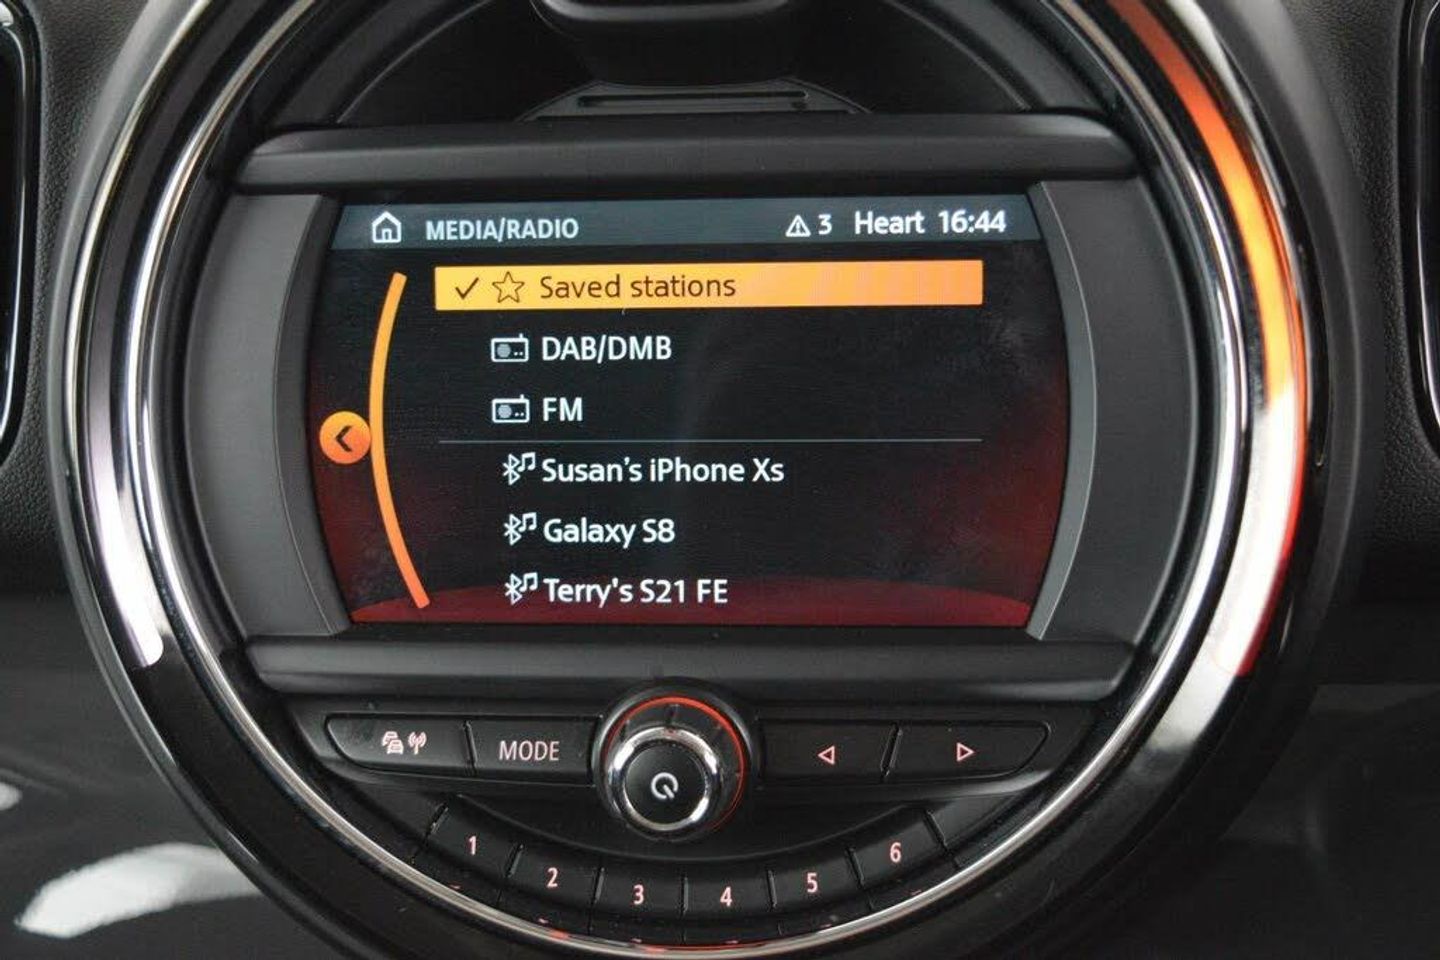 MEDIA/RADIO 3 Heart 16:44
Saved stations
DAB/DMB
FM
Susan's iPhone Xs
Galaxy S8
Terry's S21 FE
MODE
1 2 3 4 5 6